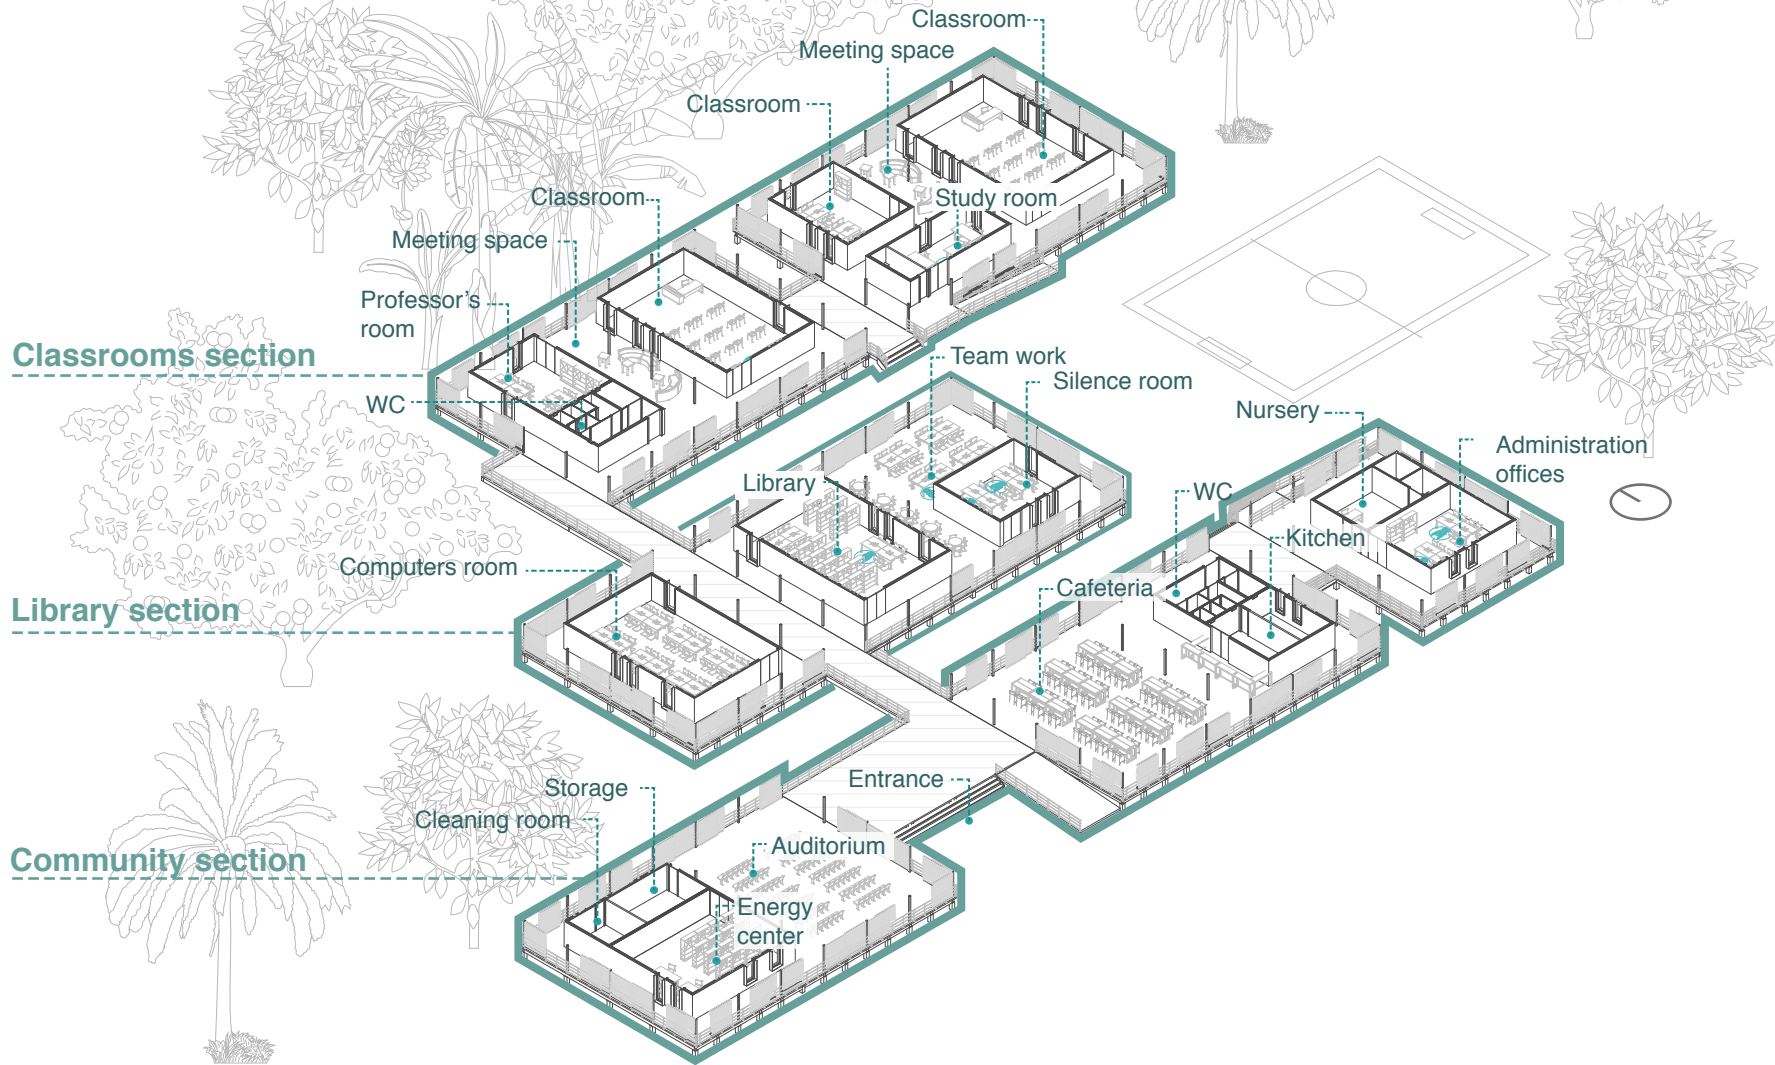 Classroom
Meeting space
Classroom
Classroom
Study room
Meeting space
Professor's
room
Classrooms section
WC
Team work
Silence room
Nursery
Administration
offices
Library
WC
Kitchen
Computers room
Cafeteria
Library section
Entrance
Storage
Cleaning room
Auditorium
Community section
Energy
center